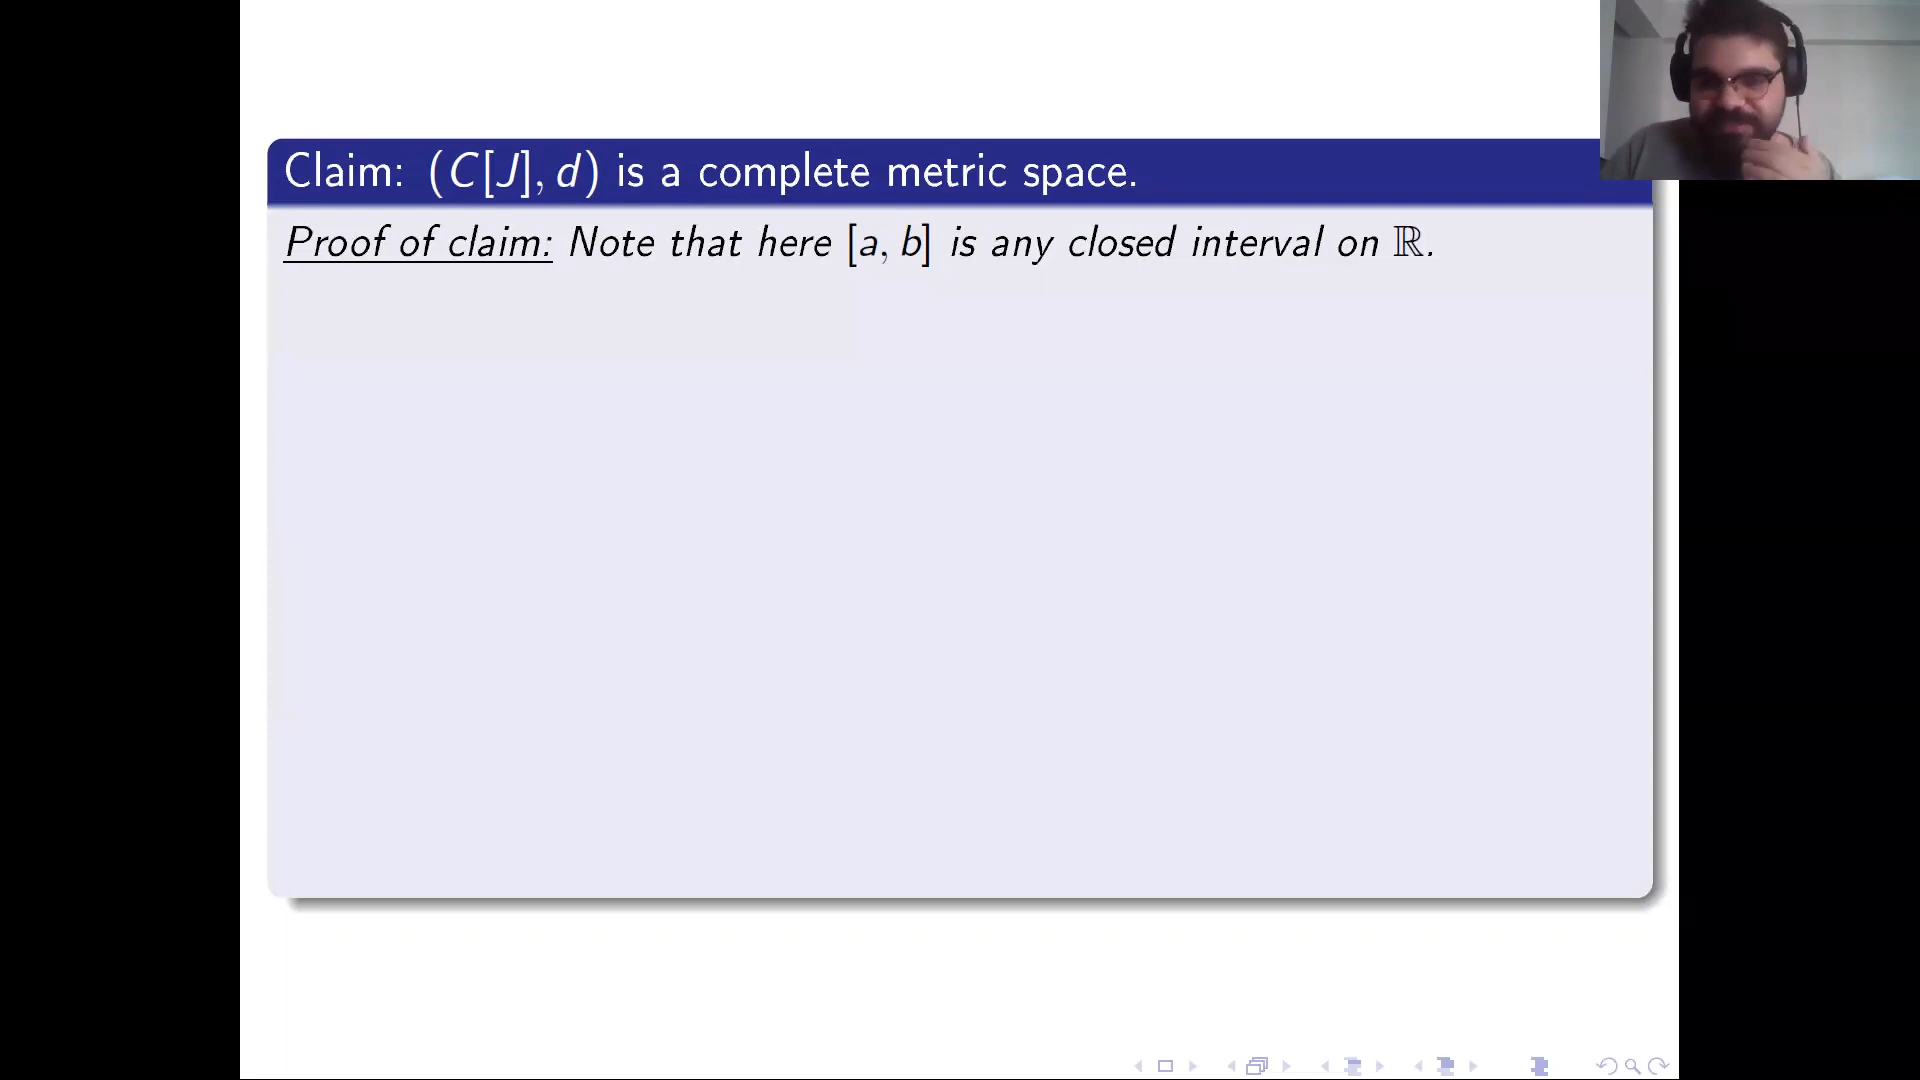 Claim: (C[J], d) is a complete metric space.
Proof of claim: Note that here [a, b] is any closed interval on ℝ.